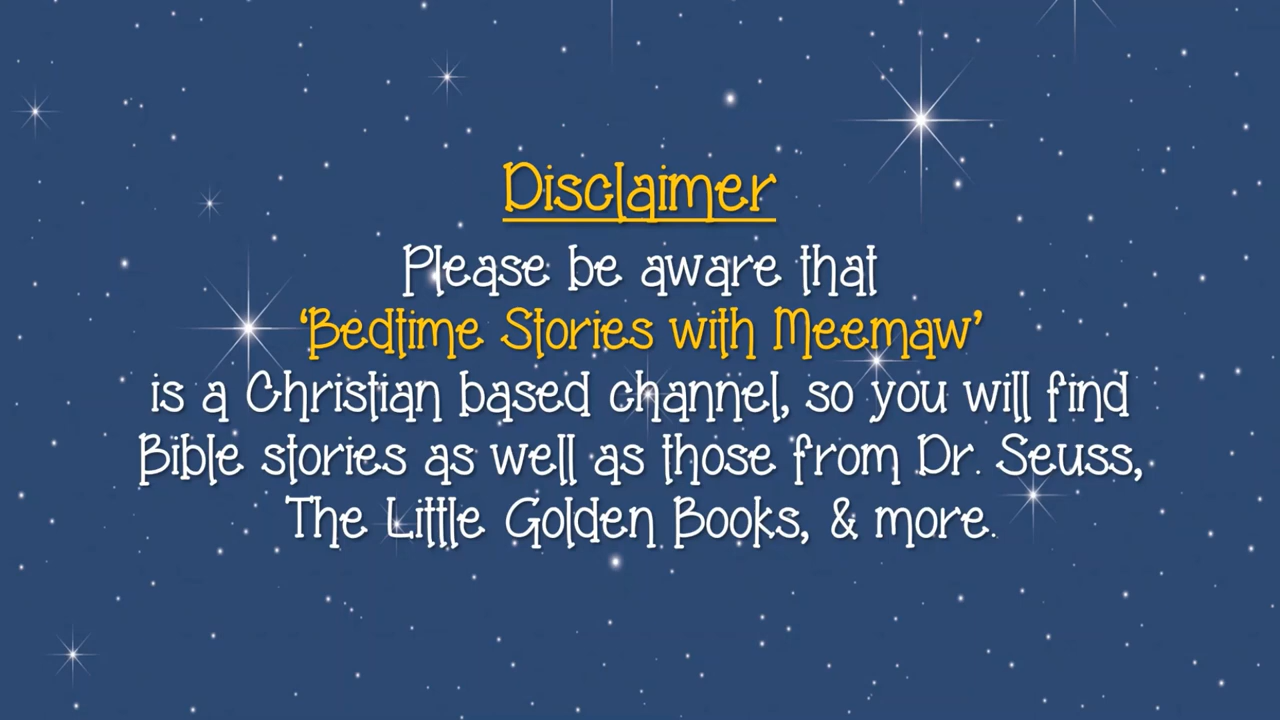 Disclaimer
Please be aware that
‘Bedtime Stories with Meemaw’
is a Christian based channel, so you will find
Bible stories as well as those from Dr. Seuss,
The Little Golden Books, & more.